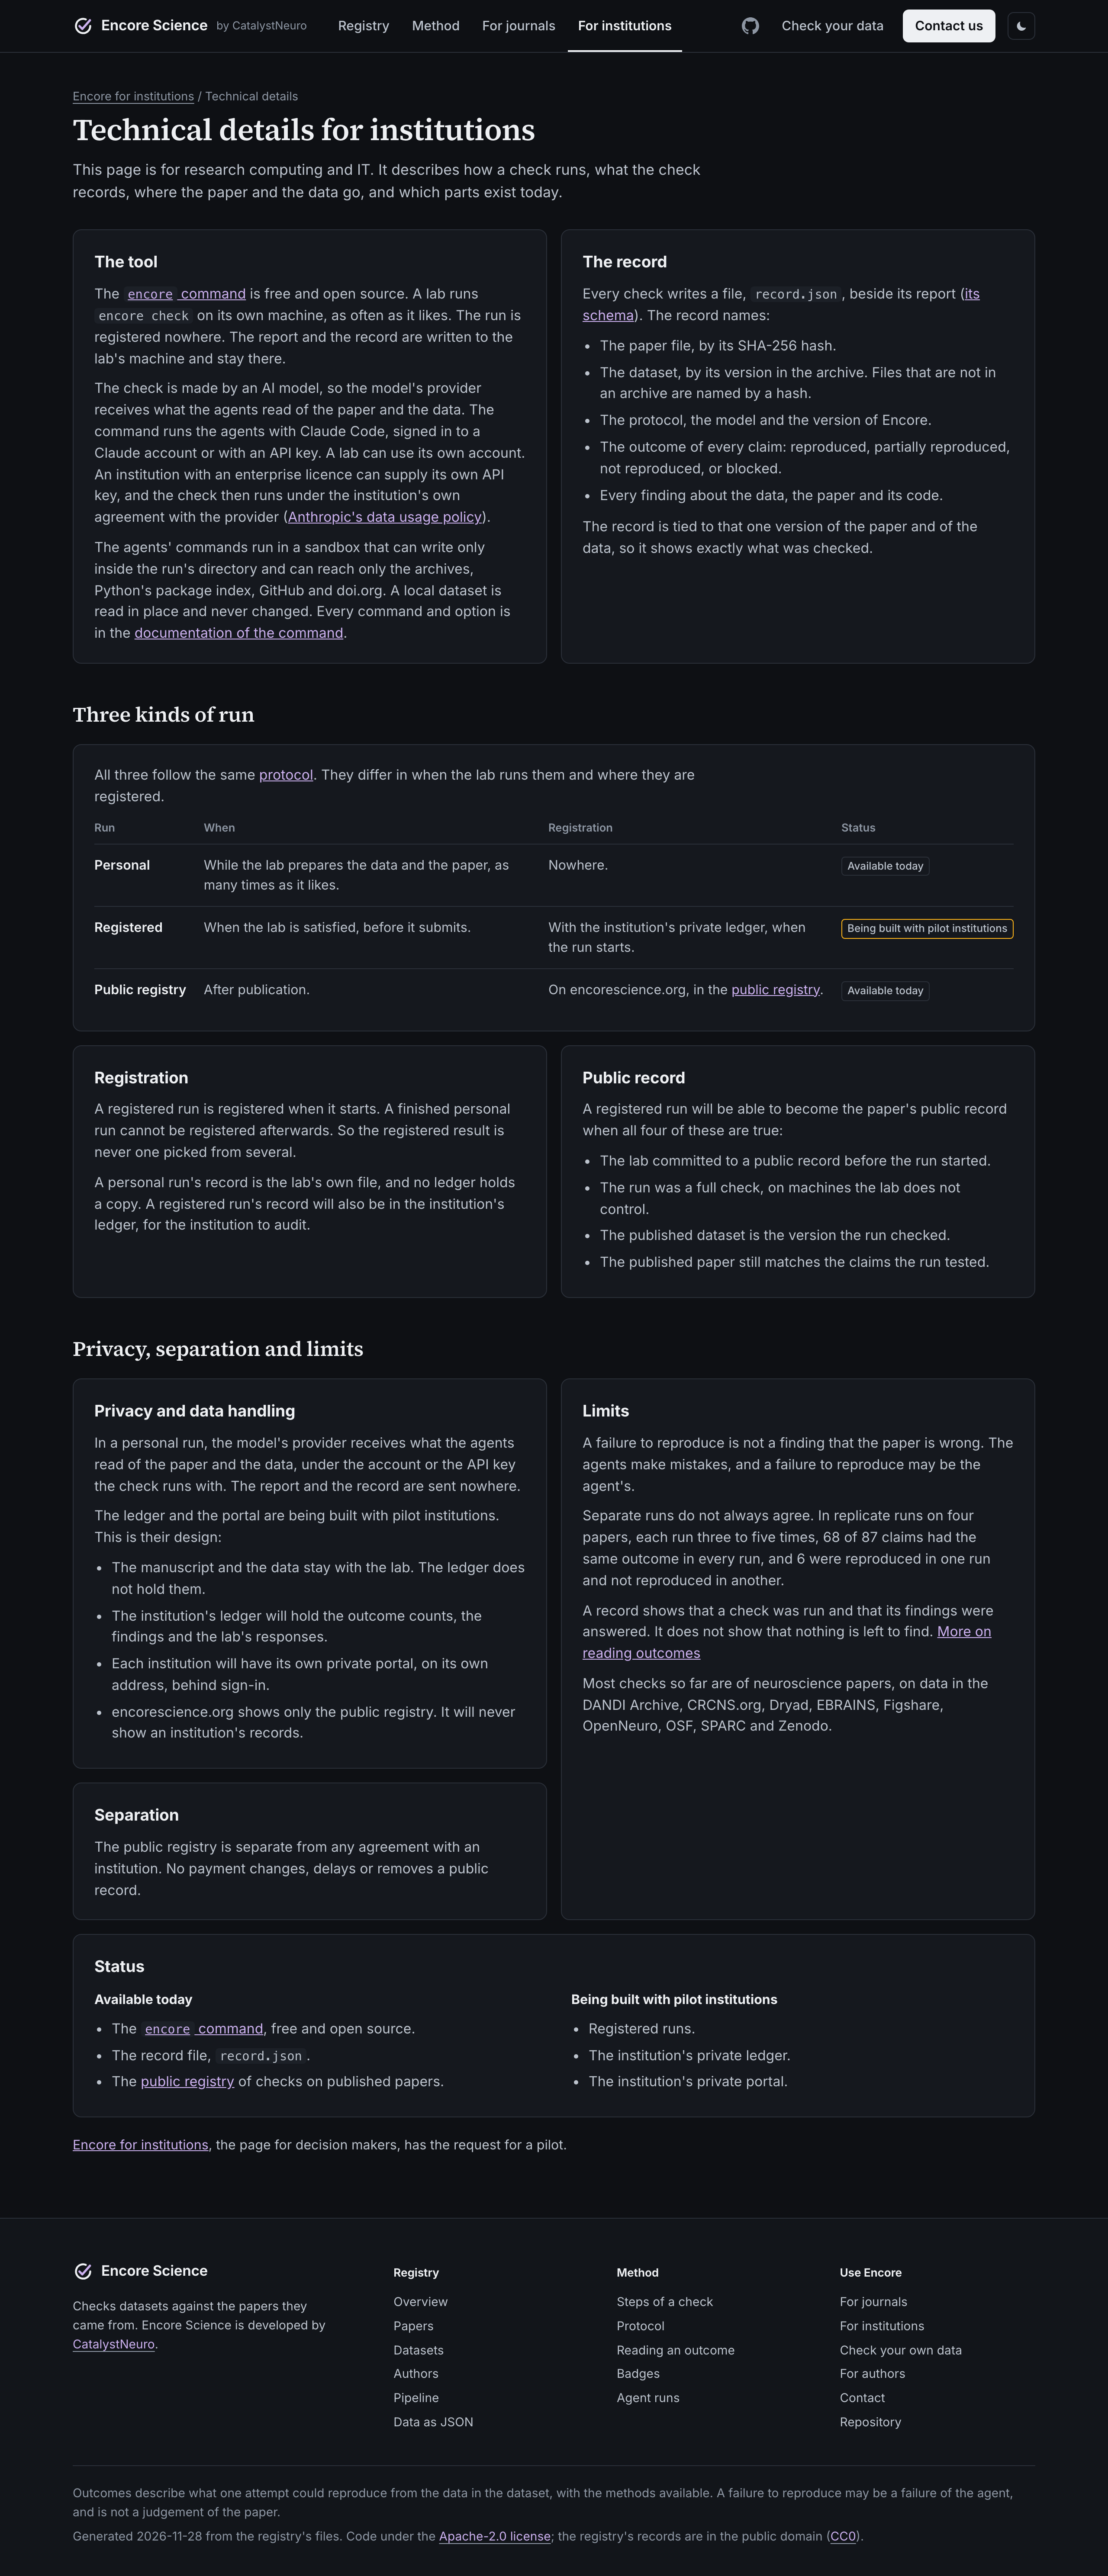 Encore Science by CatalystNeuro Registry Method For journals For institutions Check your data Contact us
Encore for institutions / Technical details
Technical details for institutions
This page is for research computing and IT. It describes how a check runs, what the check
records, where the paper and the data go, and which parts exist today.
The tool
The encore command is free and open source. A lab runs
encore check on its own machine, as often as it likes. The run is
registered nowhere. The report and the record are written to the
lab's machine and stay there.
The check is made by an AI model, so the model's provider
receives what the agents read of the paper and the data. The
command runs the agents with Claude Code, signed in to a
Claude account or with an API key. A lab can use its own account.
An institution with an enterprise licence can supply its own API
key, and the check then runs under the institution's own
agreement with the provider (Anthropic's data usage policy).
The agents' commands run in a sandbox that can write only
inside the run's directory and can reach only the archives,
Python's package index, GitHub and doi.org. A local dataset is
read in place and never changed. Every command and option is
in the documentation of the command.
The record
Every check writes a file, record.json, beside its report (its
schema). The record names:
• The paper file, by its SHA-256 hash.
• The dataset, by its version in the archive. Files that are not in
an archive are named by a hash.
• The protocol, the model and the version of Encore.
• The outcome of every claim: reproduced, partially reproduced,
not reproduced, or blocked.
• Every finding about the data, the paper and its code.
The record is tied to that one version of the paper and of the
data, so it shows exactly what was checked.
Three kinds of run
All three follow the same protocol. They differ in when the lab runs them and where they are
registered.
Run When Registration Status
Personal While the lab prepares the data and the paper, as Nowhere. Available today
many times as it likes.
Registered When the lab is satisfied, before it submits. With the institution's private ledger, when Being built with pilot institutions
the run starts.
Public registry After publication. On encorescience.org, in the public registry. Available today
Registration
A registered run is registered when it starts. A finished personal
run cannot be registered afterwards. So the registered result is
never one picked from several.
A personal run's record is the lab's own file, and no ledger holds
a copy. A registered run's record will also be in the institution's
ledger, for the institution to audit.
Public record
A registered run will be able to become the paper's public record
when all four of these are true:
• The lab committed to a public record before the run started.
• The run was a full check, on machines the lab does not
control.
• The published dataset is the version the run checked.
• The published paper still matches the claims the run tested.
Privacy, separation and limits
Privacy and data handling
In a personal run, the model's provider receives what the agents
read of the paper and the data, under the account or the API key
the check runs with. The report and the record are sent nowhere.
The ledger and the portal are being built with pilot institutions.
This is their design:
• The manuscript and the data stay with the lab. The ledger does
not hold them.
• The institution's ledger will hold the outcome counts, the
findings and the lab's responses.
• Each institution will have its own private portal, on its own
address, behind sign-in.
• encorescience.org shows only the public registry. It will never
show an institution's records.
Limits
A failure to reproduce is not a finding that the paper is wrong. The
agents make mistakes, and a failure to reproduce may be the
agent's.
Separate runs do not always agree. In replicate runs on four
papers, each run three to five times, 68 of 87 claims had the
same outcome in every run, and 6 were reproduced in one run
and not reproduced in another.
A record shows that a check was run and that its findings were
answered. It does not show that nothing is left to find. More on
reading outcomes
Most checks so far are of neuroscience papers, on data in the
DANDI Archive, CRCNS.org, Dryad, EBRAINS, Figshare,
OpenNeuro, OSF, SPARC and Zenodo.
Separation
The public registry is separate from any agreement with an
institution. No payment changes, delays or removes a public
record.
Status
Available today
• The encore command, free and open source.
• The record file, record.json.
• The public registry of checks on published papers.
Being built with pilot institutions
• Registered runs.
• The institution's private ledger.
• The institution's private portal.
Encore for institutions, the page for decision makers, has the request for a pilot.
Encore Science
Checks datasets against the papers they
came from. Encore Science is developed by
CatalystNeuro.
Registry
Overview
Papers
Datasets
Authors
Pipeline
Data as JSON
Method
Steps of a check
Protocol
Reading an outcome
Badges
Agent runs
Use Encore
For journals
For institutions
Check your own data
For authors
Contact
Repository
Outcomes describe what one attempt could reproduce from the data in the dataset, with the methods available. A failure to reproduce may be a failure of the agent,
and is not a judgement of the paper.
Generated 2026-11-28 from the registry's files. Code under the Apache-2.0 license; the registry's records are in the public domain (CC0).